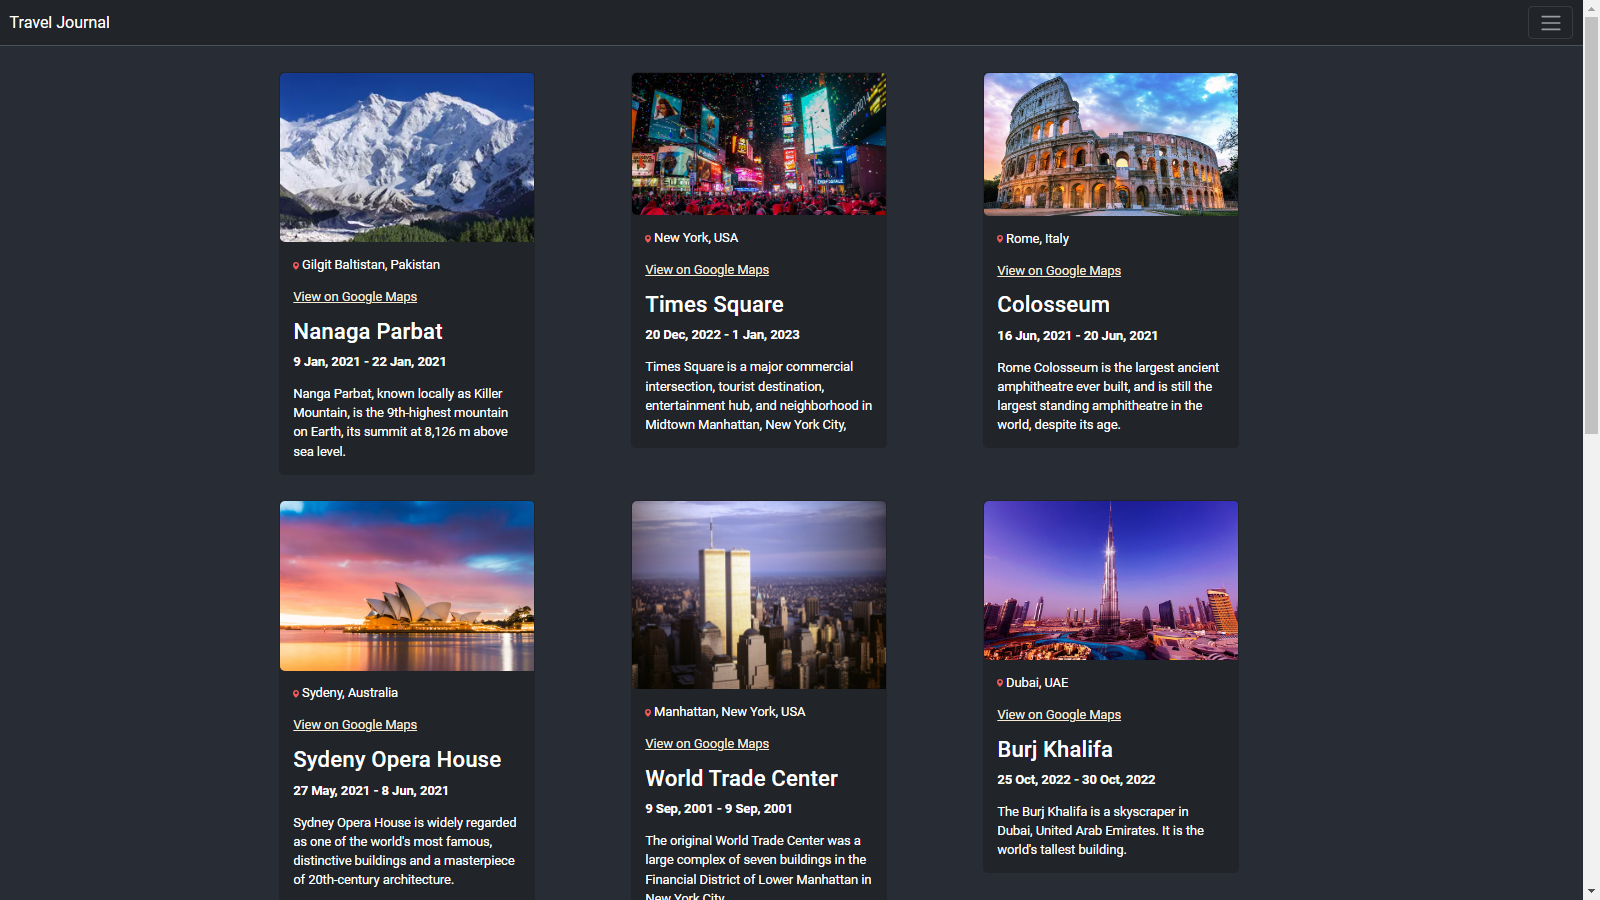 Travel Journal
Gilgit Baltistan, Pakistan
View on Google Maps
Nanaga Parbat
9 Jan, 2021 - 22 Jan, 2021
Nanga Parbat, known locally as Killer
Mountain, is the 9th-highest mountain
on Earth, its summit at 8,126 m above
sea level.
New York, USA
View on Google Maps
Times Square
20 Dec, 2022 - 1 Jan, 2023
Times Square is a major commercial
intersection, tourist destination,
entertainment hub, and neighborhood in
Midtown Manhattan, New York City,
Rome, Italy
View on Google Maps
Colosseum
16 Jun, 2021 - 20 Jun, 2021
Rome Colosseum is the largest ancient
amphitheatre ever built, and is still the
largest standing amphitheatre in the
world, despite its age.
Sydeny, Australia
View on Google Maps
Sydeny Opera House
27 May, 2021 - 8 Jun, 2021
Sydney Opera House is widely regarded
as one of the world's most famous,
distinctive buildings and a masterpiece
of 20th-century architecture.
Manhattan, New York, USA
View on Google Maps
World Trade Center
9 Sep, 2001 - 9 Sep, 2001
The original World Trade Center was a
large complex of seven buildings in the
Financial District of Lower Manhattan in
New York City
Dubai, UAE
View on Google Maps
Burj Khalifa
25 Oct, 2022 - 30 Oct, 2022
The Burj Khalifa is a skyscraper in
Dubai, United Arab Emirates. It is the
world's tallest building.